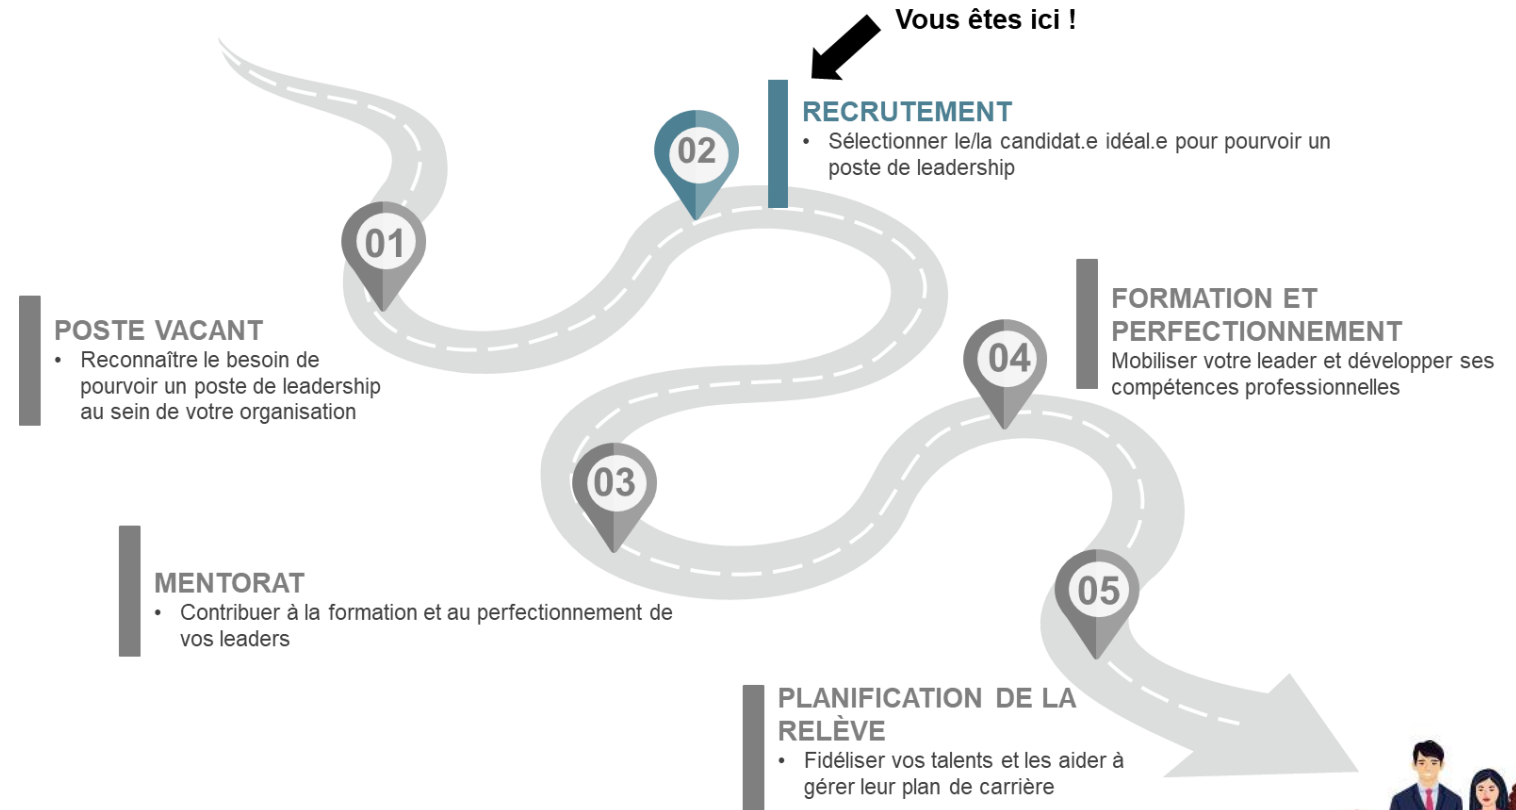 Vous êtes ici !
RECRUTEMENT
• Sélectionner le/la candidat.e idéal.e pour pourvoir un
poste de leadership
02
01
POSTE VACANT
• Reconnaître le besoin de
pourvoir un poste de leadership
au sein de votre organisation
FORMATION ET
PERFECTIONNEMENT
Mobiliser votre leader et développer ses
compétences professionnelles
04
03
MENTORAT
• Contribuer à la formation et au perfectionnement de
vos leaders
05
PLANIFICATION DE LA
RELÈVE
• Fidéliser vos talents et les aider à
gérer leur plan de carrière